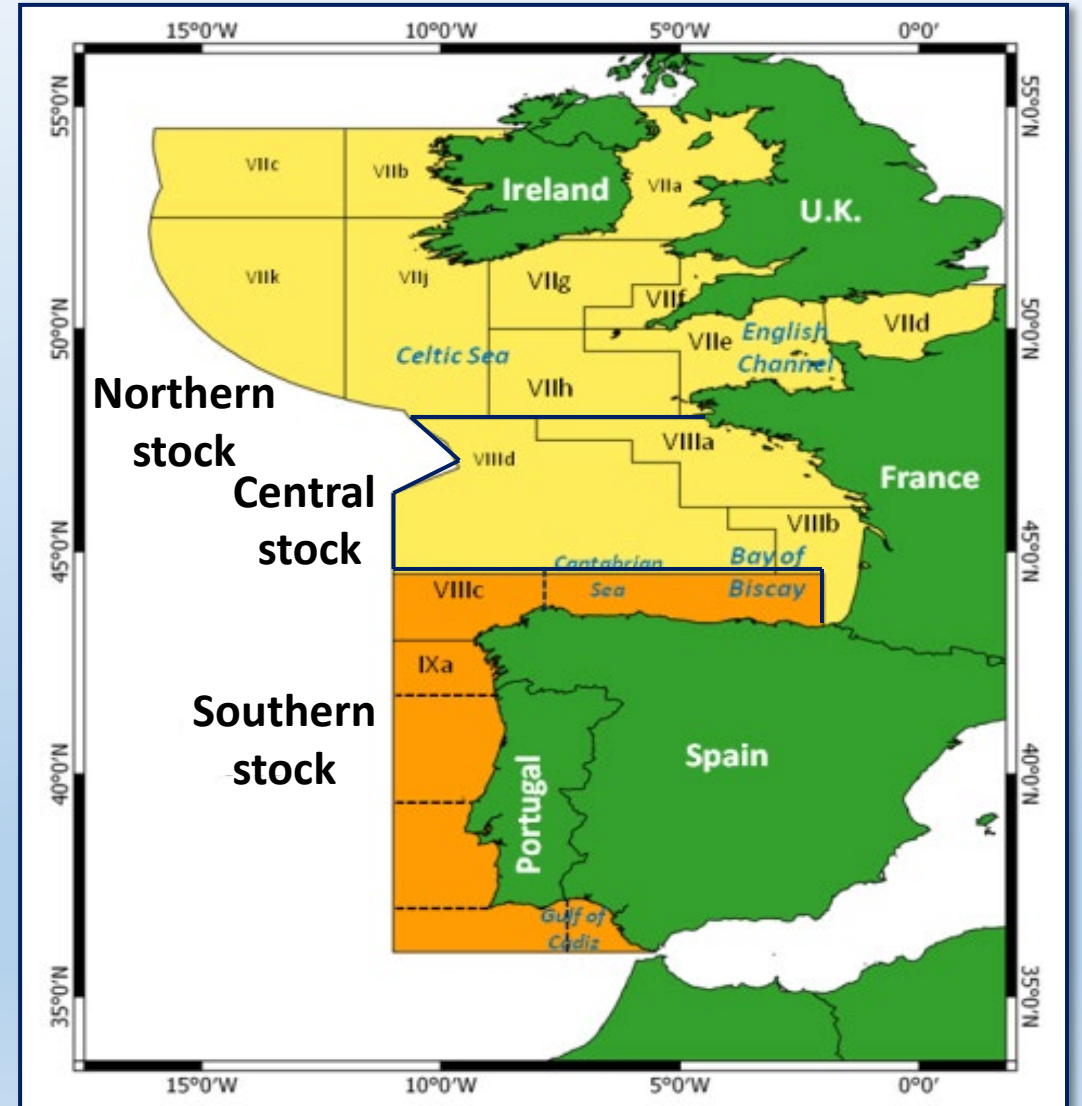 15°0'W 10°0'W 5°0'W 0°0'
55°0'N
55°0'N
VIIc
VIIb
Ireland
VIIa
U.K.
VIIk
VIIj
VIIg
VIIf
50°0'N
50°0'N
VIId
VIIe
English
Channel
Celtic Sea
VIIh
Northern
stock
VIIIa
VIIId
France
Central
stock
VIIIb
45°0'N
45°0'N
Cantabrian
Sea
Bay of
Biscay
VIIIc
IXa
Southern
stock
Spain
Portugal
40°0'N
40°0'N
Gulf of
Cadiz
35°0'N
35°0'N
15°0'W 10°0'W 5°0'W 0°0'